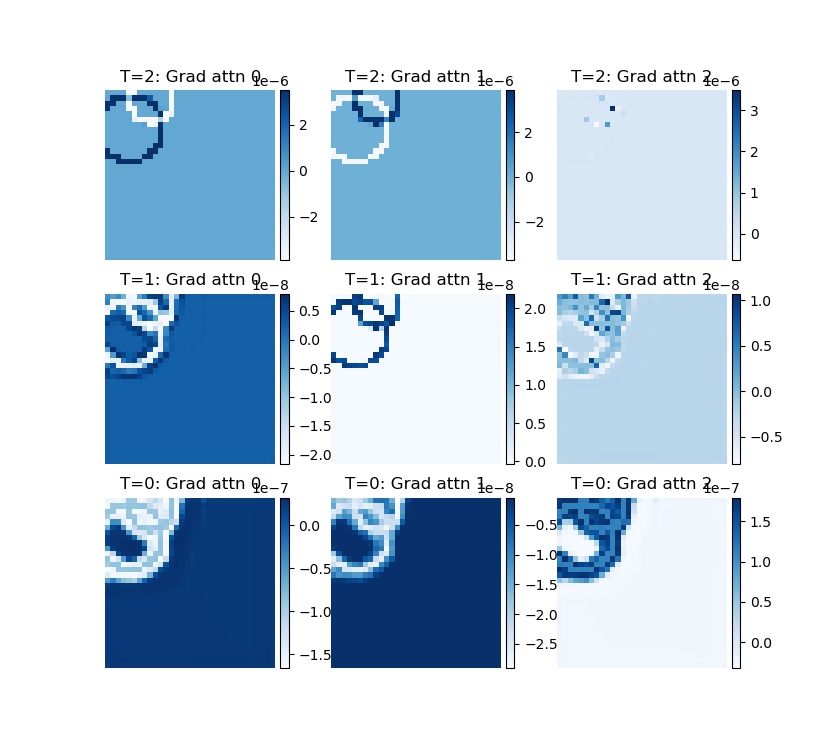 T=2: Grad attn 0
1e−6
2
0
−2
T=2: Grad attn 1
1e−6
2
0
−2
T=2: Grad attn 2
1e−6
3
2
1
0
T=1: Grad attn 0
1e−8
0.5
0.0
−0.5
−1.0
−1.5
−2.0
T=1: Grad attn 1
1e−8
2.0
1.5
1.0
0.5
0.0
T=1: Grad attn 2
1e−8
1.0
0.5
0.0
−0.5
T=0: Grad attn 0
1e−7
0.0
−0.5
−1.0
−1.5
T=0: Grad attn 1
1e−8
−0.5
−1.0
−1.5
−2.0
−2.5
T=0: Grad attn 2
1e−7
1.5
1.0
0.5
0.0